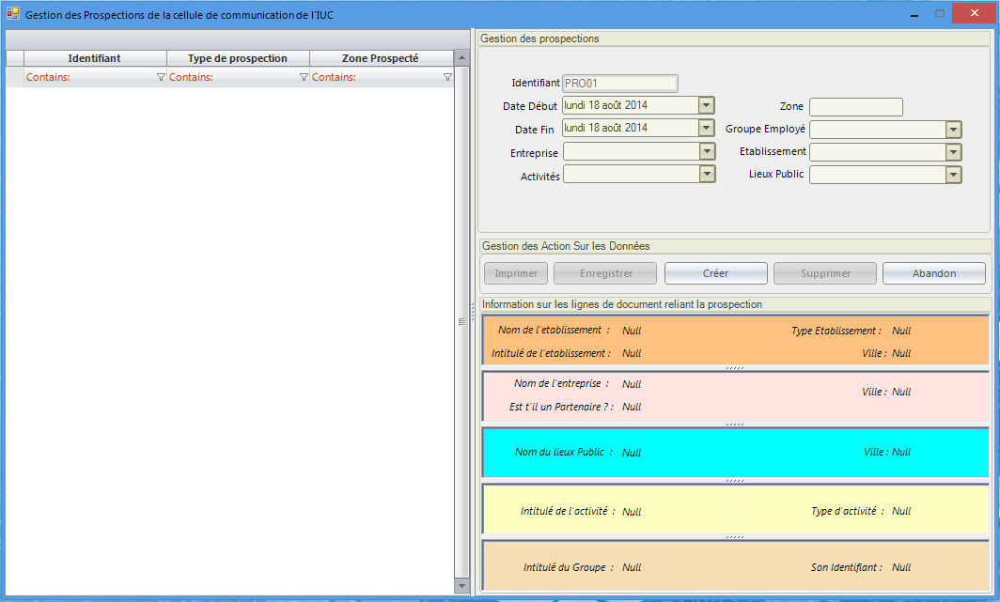 Gestion des Prospections de la cellule de communication de l'IUC
Identifiant Type de prospection Zone Prospecté
Contains: Contains: Contains:
Gestion des prospections
Identifiant PRO01
Date Début lundi 18 août 2014 Zone
Date Fin lundi 18 août 2014 Groupe Employé
Entreprise Etablissement
Activités Lieux Public
Gestion des Action Sur les Données
Imprimer Enregistrer Créer Supprimer Abandon
Information sur les lignes de document reliant la prospection
Nom de l'etablissement : Null Type Etablissement : Null
Intitulé de l'etablissement : Null Ville : Null
Nom de l'entreprise : Null Ville : Null
Est t'il un Partenaire ? : Null
Nom du lieux Public : Null Ville : Null
Intitulé de l'activité : Null Type d'activité : Null
Intitulé du Groupe : Null Son Identifiant : Null